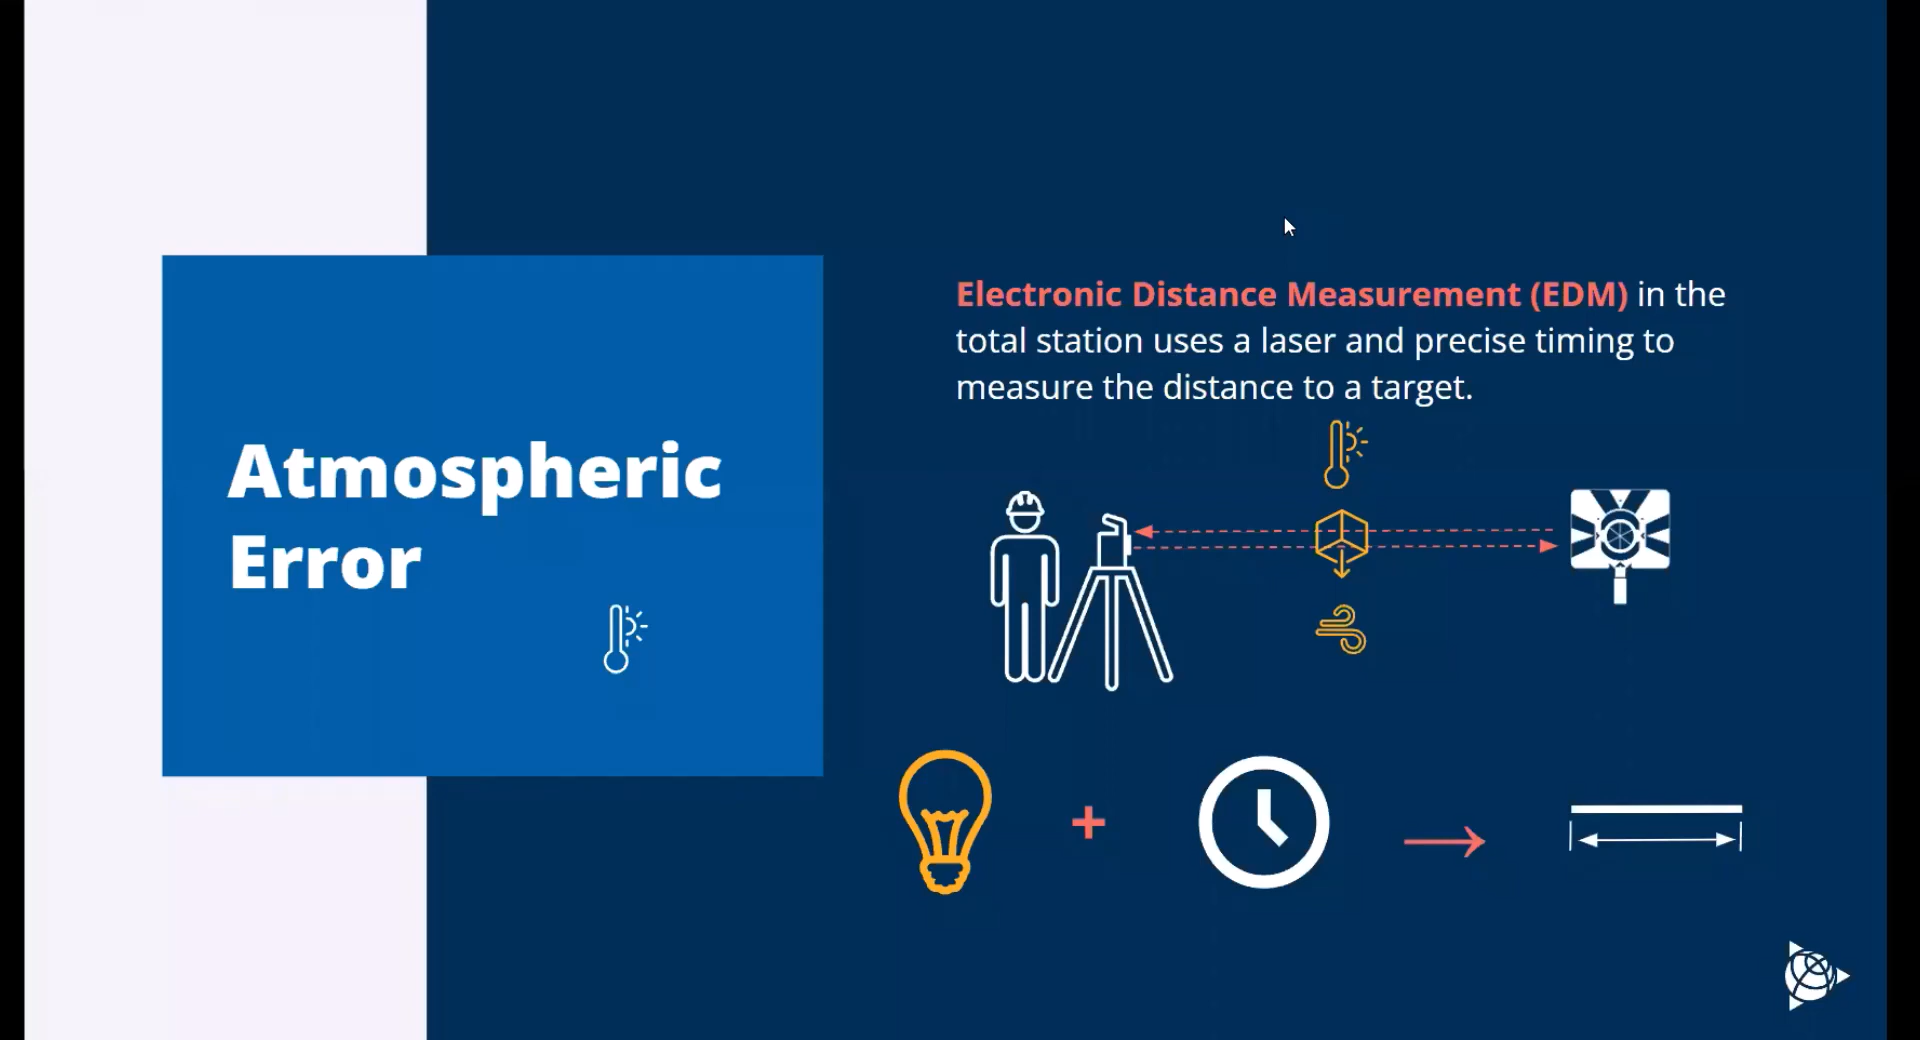 Atmospheric
Error
Electronic Distance Measurement (EDM) in the
total station uses a laser and precise timing to
measure the distance to a target.